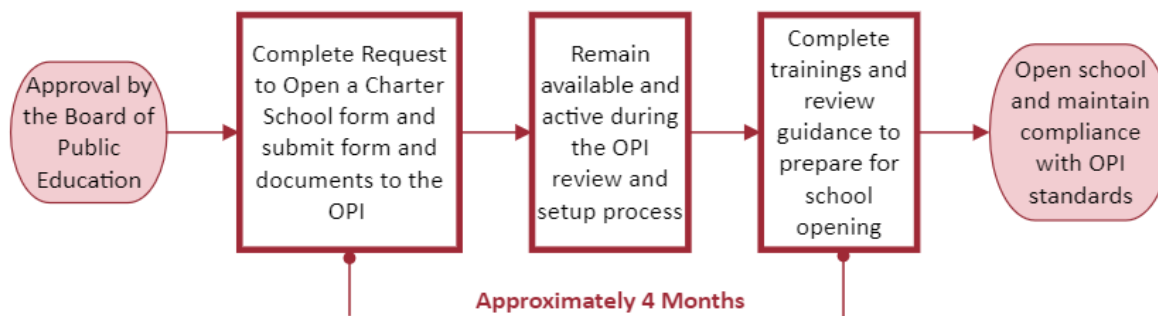 Approval by
the Board of
Public
Education
Complete Request
to Open a Charter
School form and
submit form and
documents to the
OPI
Remain
available and
active during
the OPI
review and
setup process
Complete
trainings and
review
guidance to
prepare for
school
opening
Open school
and maintain
compliance
with OPI
standards
Approximately 4 Months